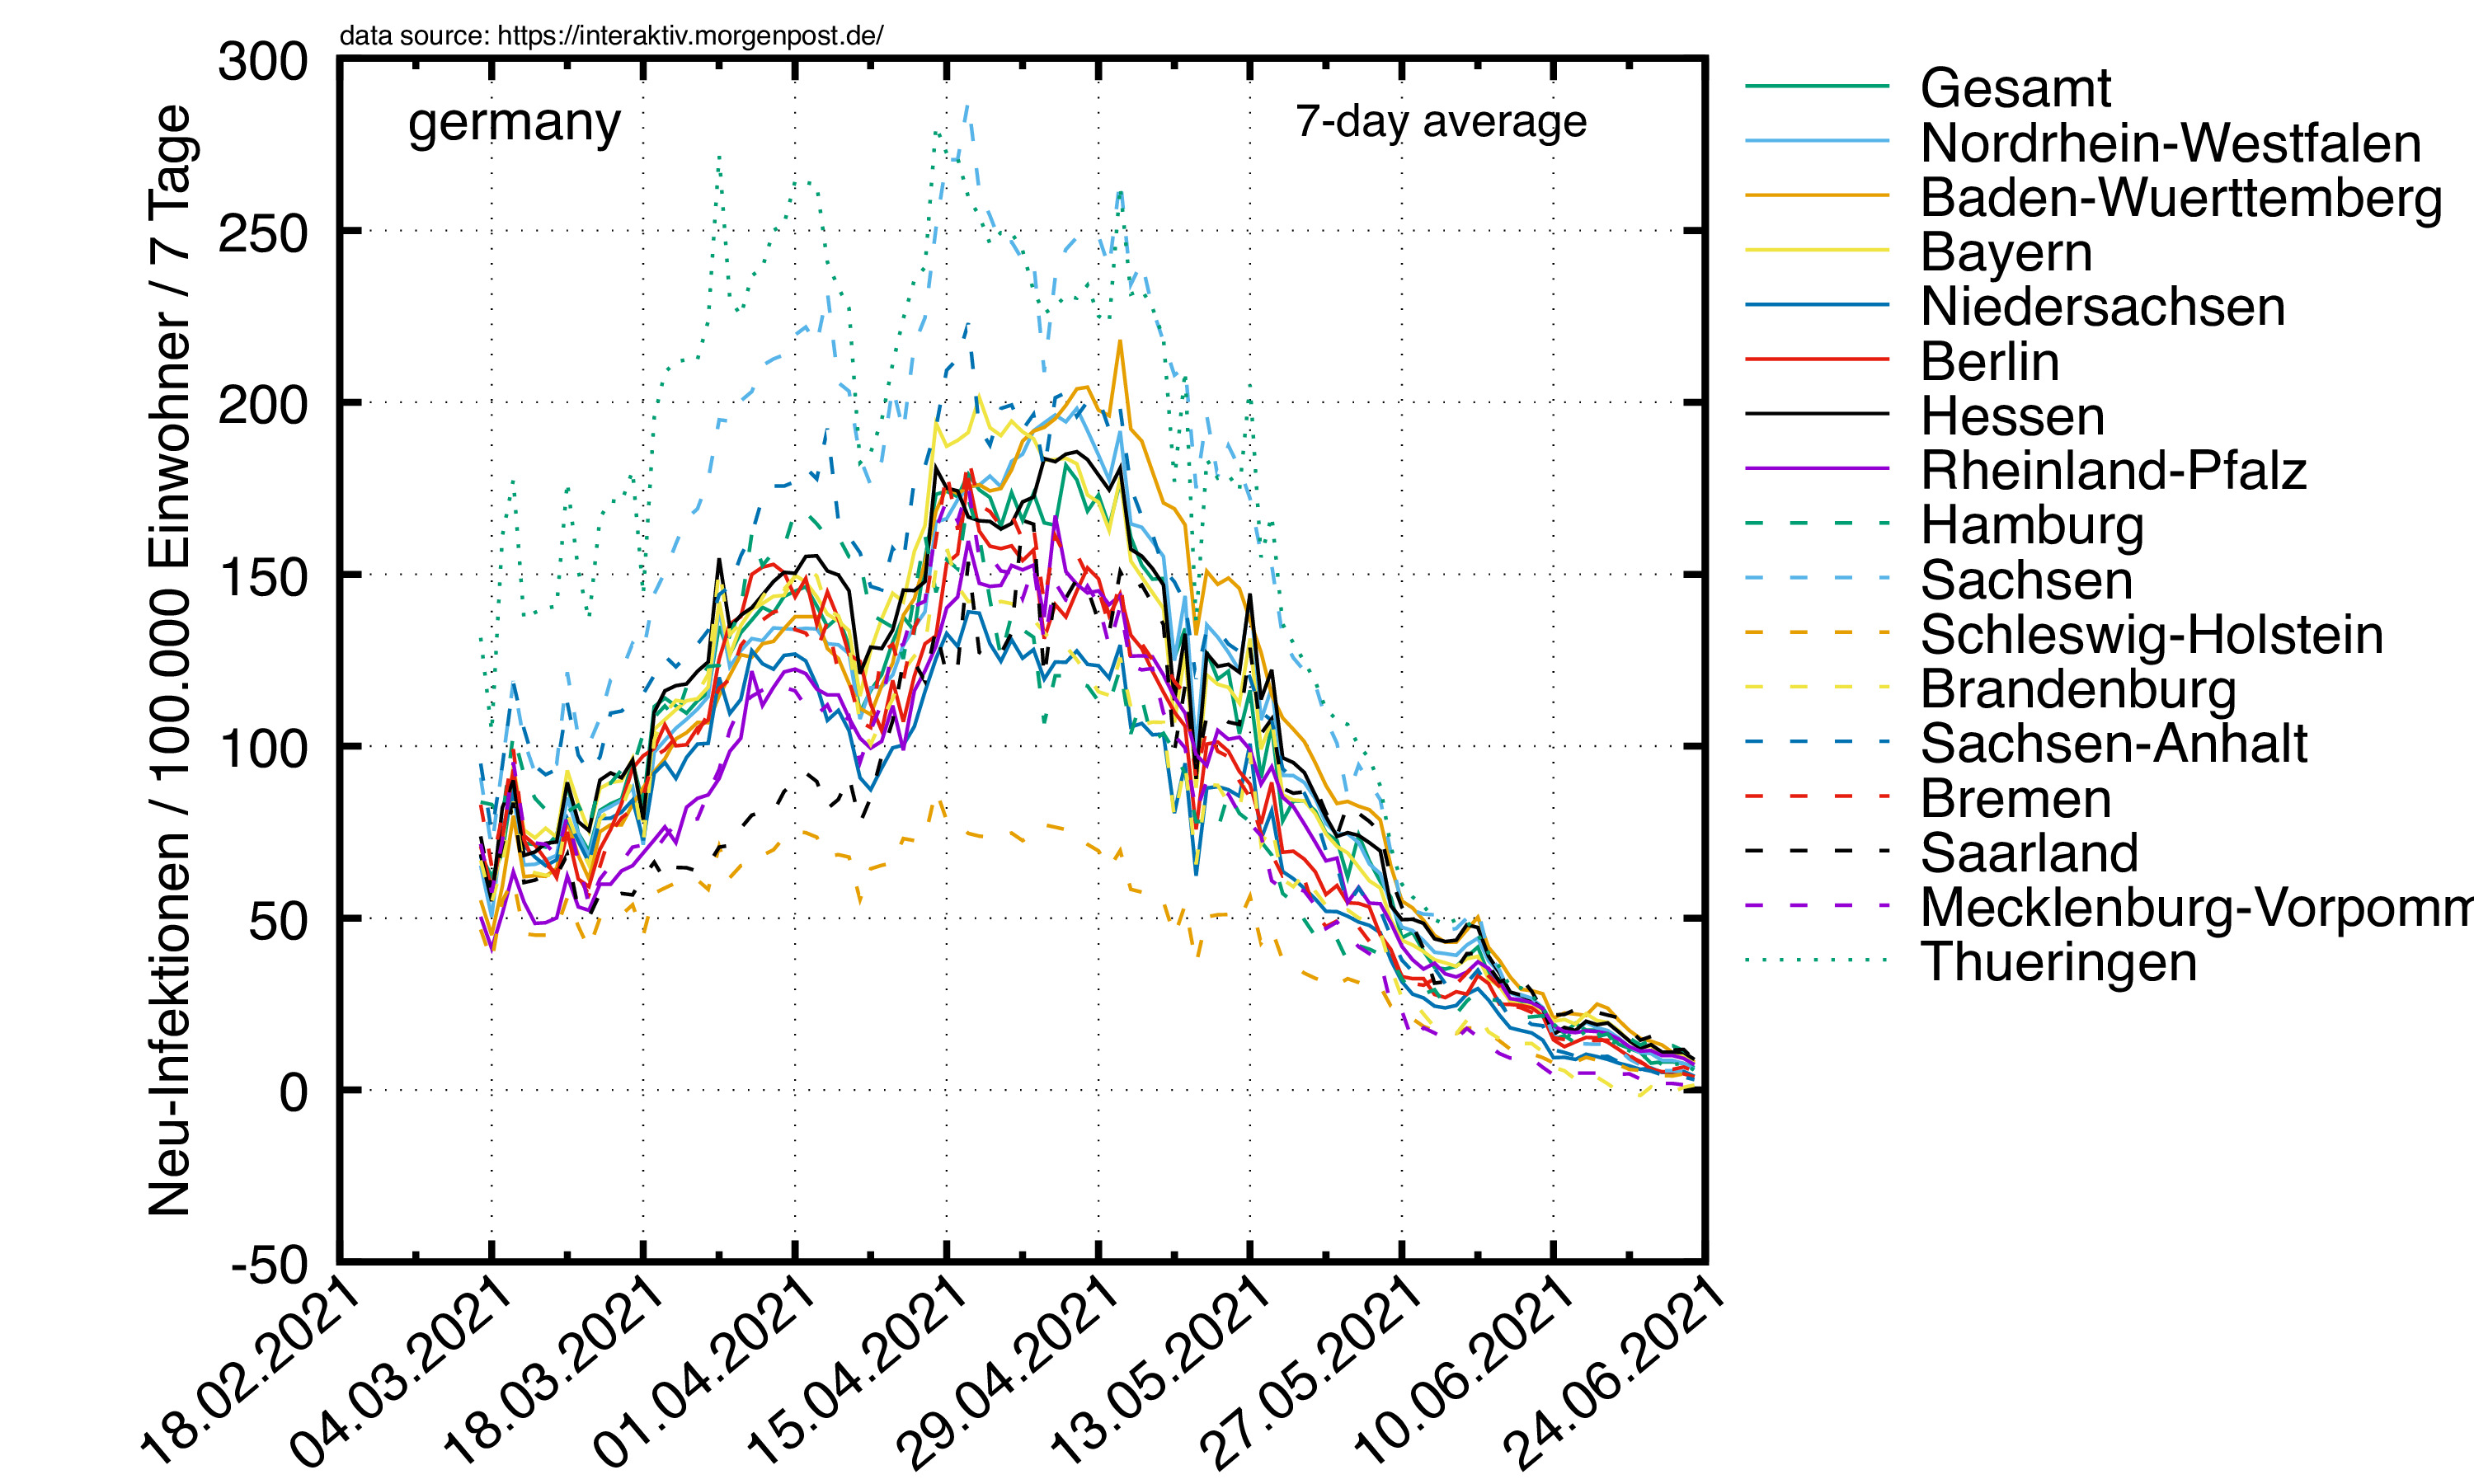 data source: https://interaktiv.morgenpost.de/
germany
7-day average
Neu-Infektionen / 100.000 Einwohner / 7 Tage
300
250
200
150
100
50
0
-50
18.02.2021
04.03.2021
18.03.2021
01.04.2021
15.04.2021
29.04.2021
13.05.2021
27.05.2021
10.06.2021
24.06.2021
Gesamt
Nordrhein-Westfalen
Baden-Wuerttemberg
Bayern
Niedersachsen
Berlin
Hessen
Rheinland-Pfalz
Hamburg
Sachsen
Schleswig-Holstein
Brandenburg
Sachsen-Anhalt
Bremen
Saarland
Mecklenburg-Vorpomm
Thueringen